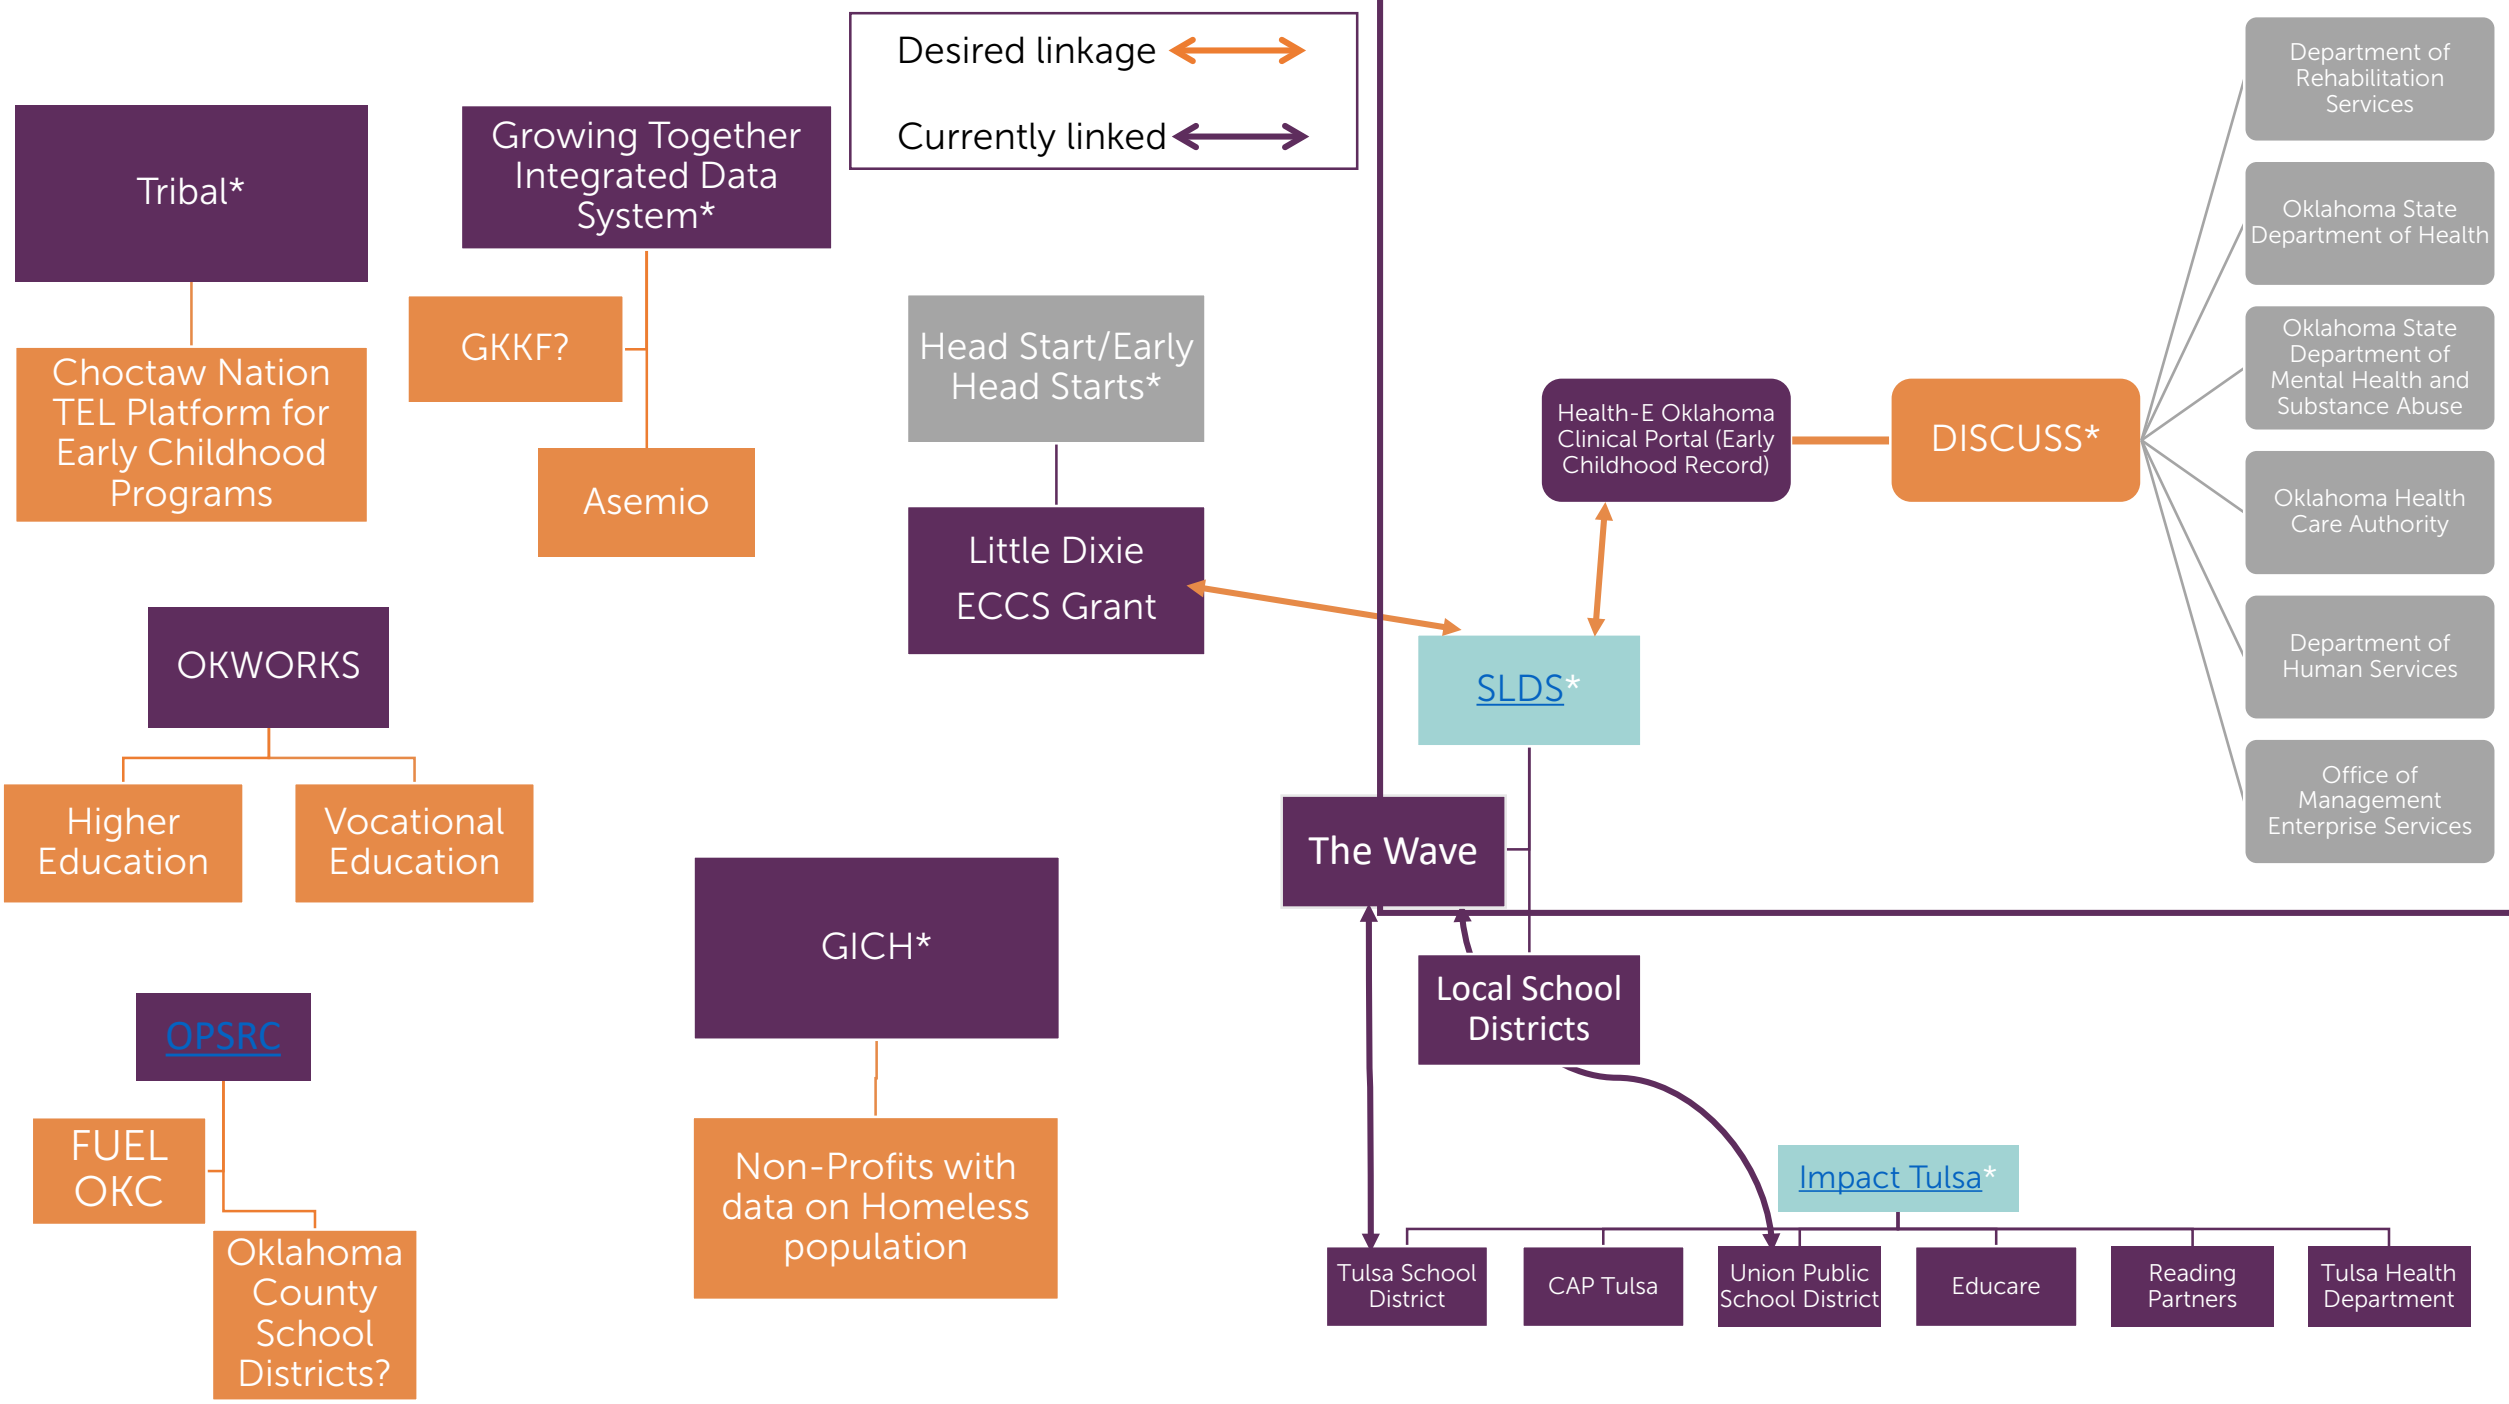 Desired linkage
Currently linked
Tribal*
Choctaw Nation
TEL Platform for
Early Childhood
Programs
Growing Together
Integrated Data
System*
GKKF?
Asemio
Head Start/Early
Head Starts*
Little Dixie
ECCS Grant
OKWORKS
Higher
Education
Vocational
Education
OPSRC
FUEL
OKC
Oklahoma
County
School
Districts?
GICH*
Non-Profits with
data on Homeless
population
Health-E Oklahoma
Clinical Portal (Early
Childhood Record)
DISCUSS*
Department of
Rehabilitation
Services
Oklahoma State
Department of Health
Oklahoma State
Department of
Mental Health and
Substance Abuse
Oklahoma Health
Care Authority
Department of
Human Services
Office of
Management
Enterprise Services
SLDS*
The Wave
Local School
Districts
Impact Tulsa*
Tulsa School
District
CAP Tulsa
Union Public
School District
Educare
Reading
Partners
Tulsa Health
Department